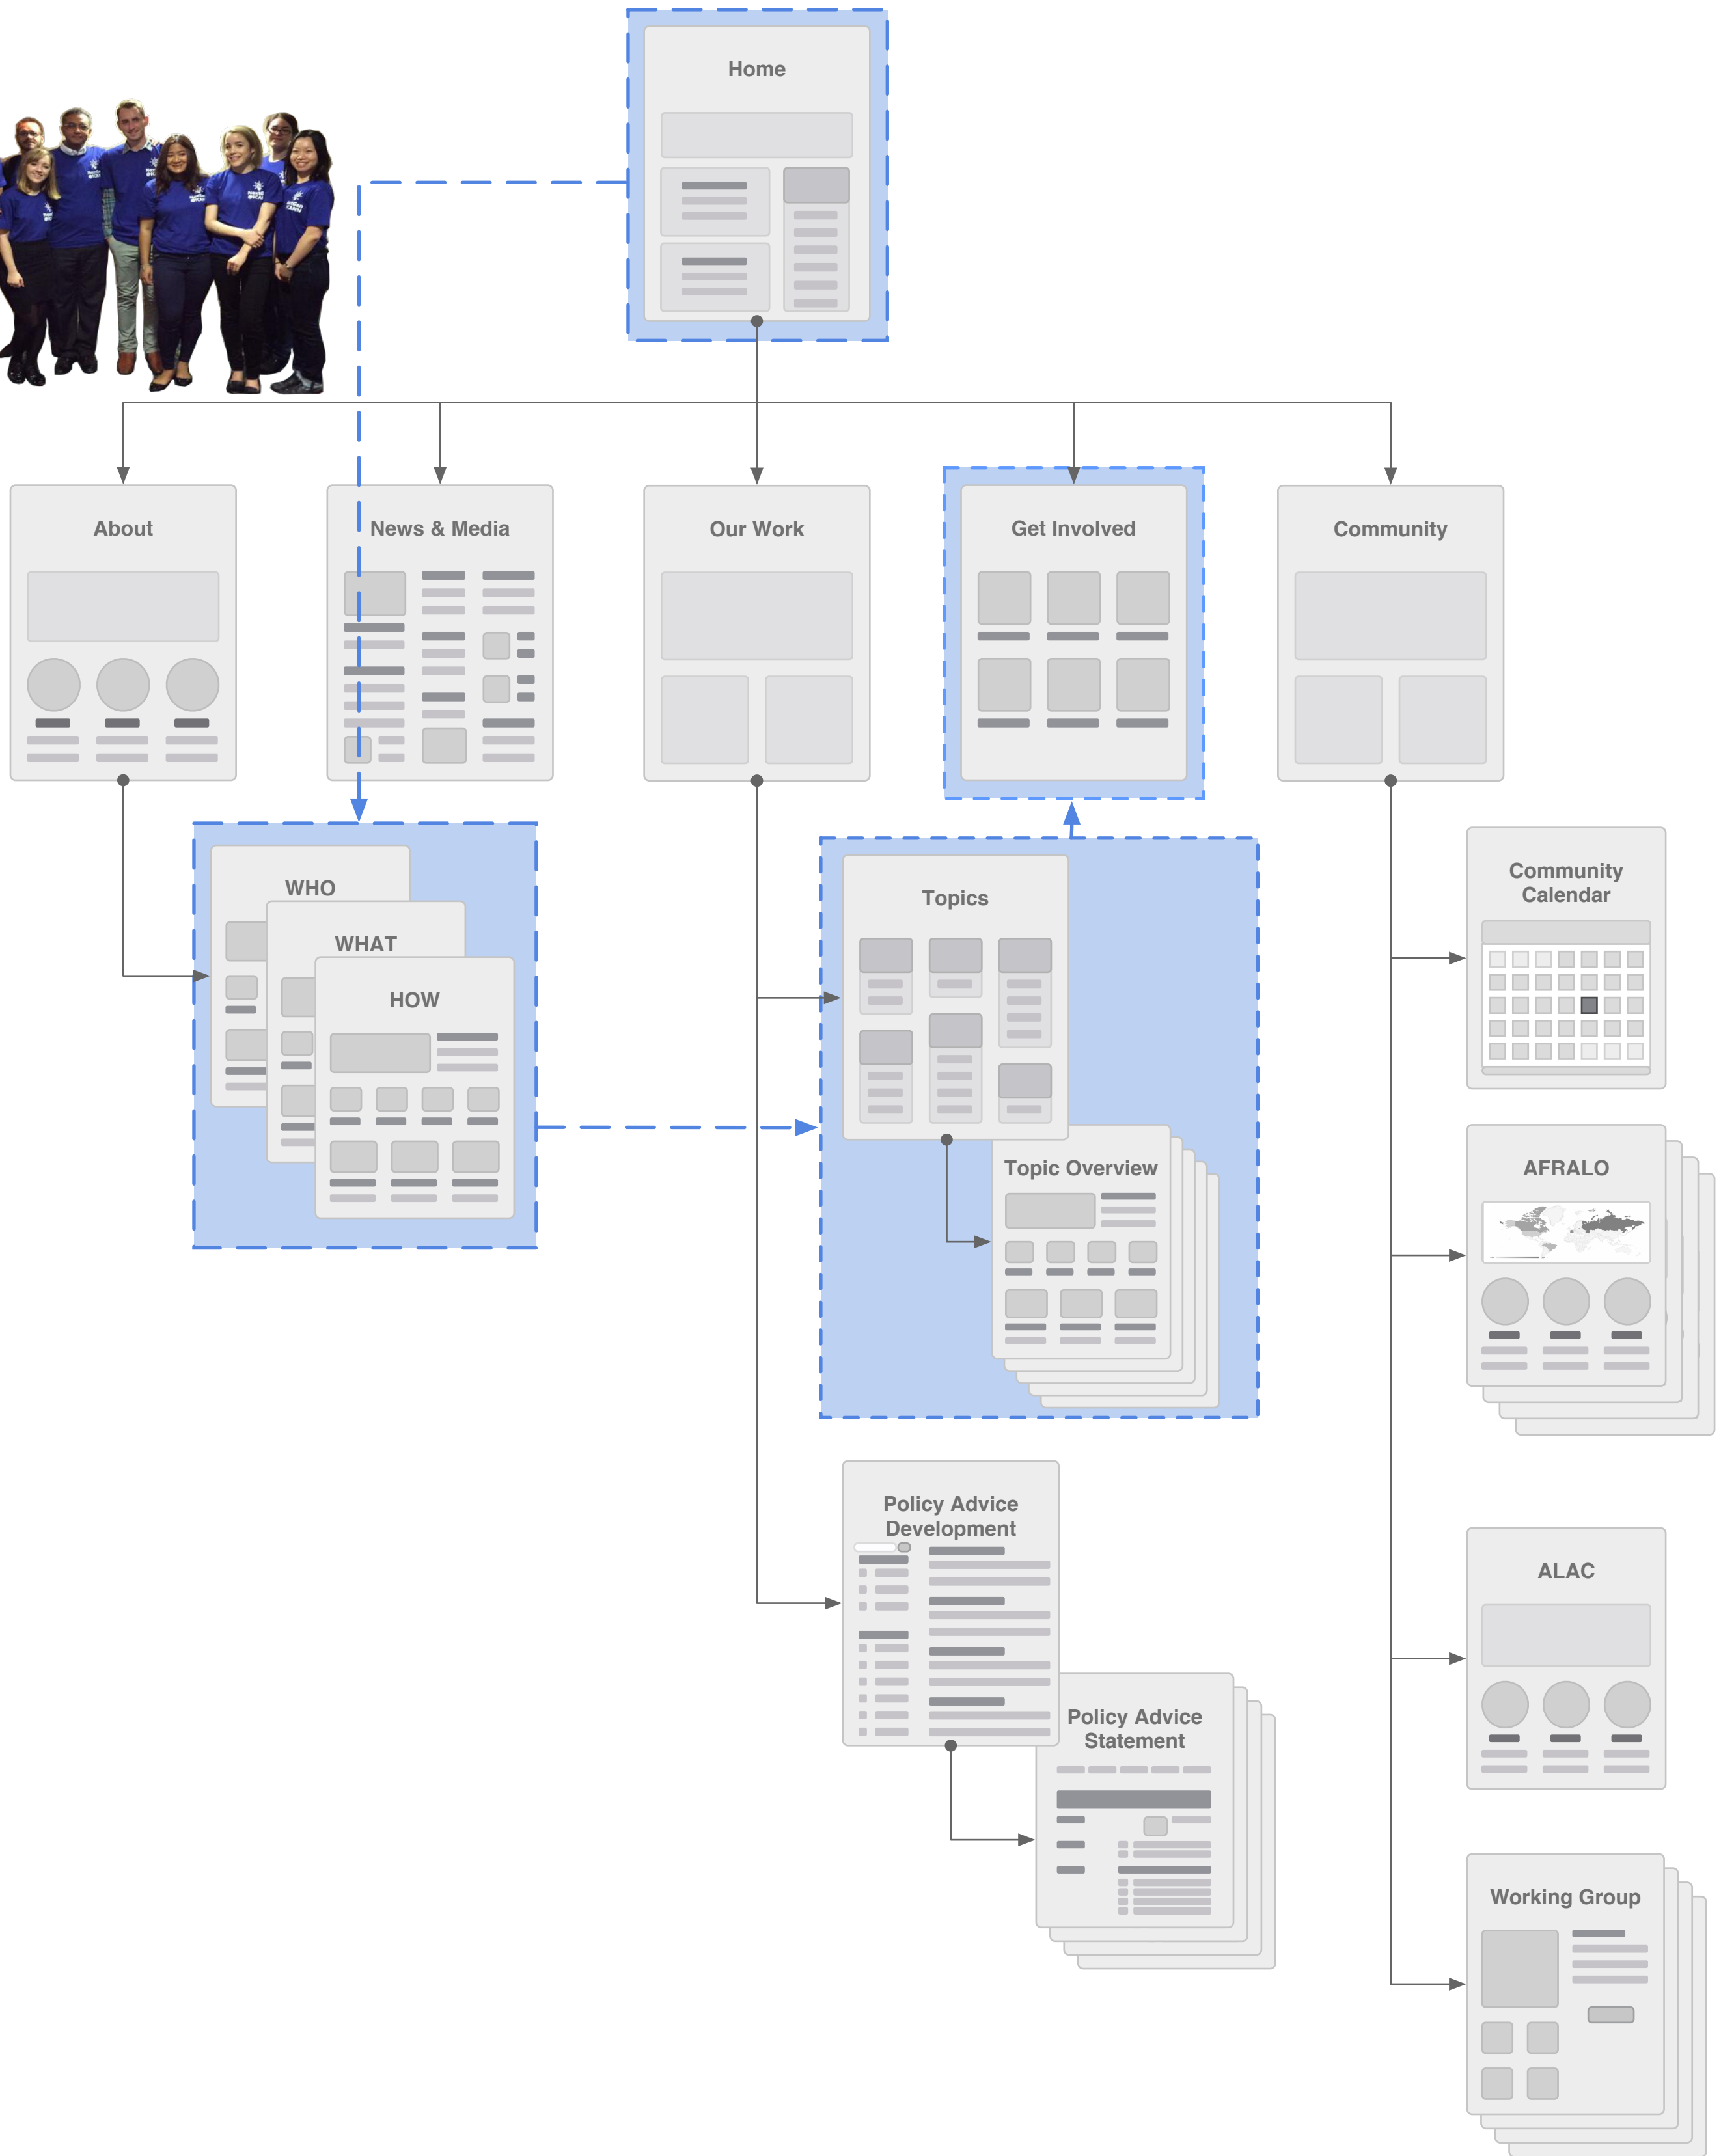 Home
About
News & Media
Our Work
Get Involved
Community
WHO
WHAT
HOW
Topics
Topic Overview
Community
Calendar
AFRALO
Policy Advice
Development
Policy Advice
Statement
ALAC
Working Group